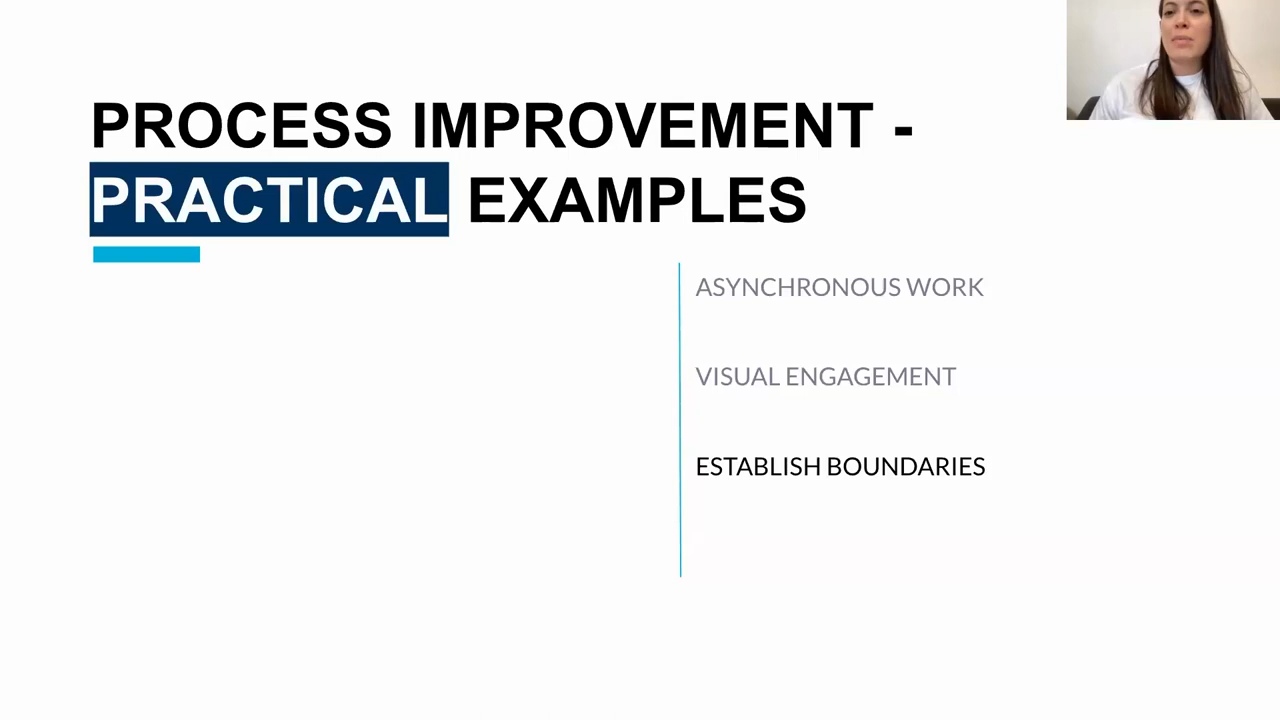 PROCESS IMPROVEMENT -
PRACTICAL EXAMPLES
ASYNCHRONOUS WORK
VISUAL ENGAGEMENT
ESTABLISH BOUNDARIES